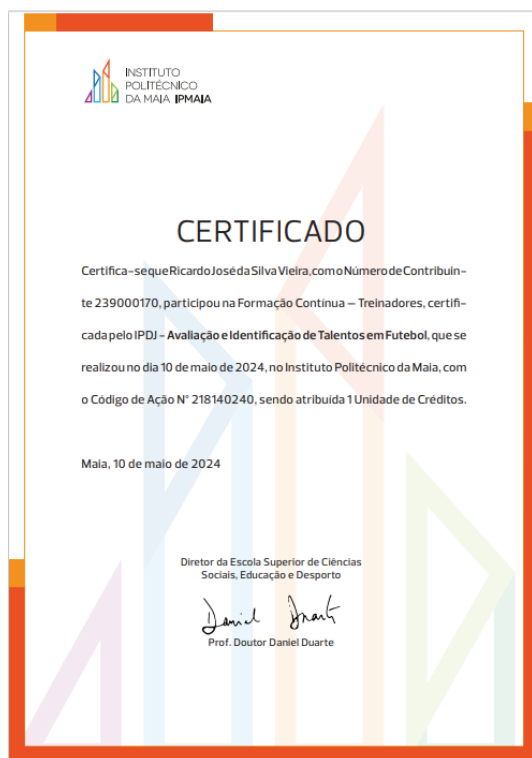 INSTITUTO
POLITÉCNICO
DA MAIA IPMAIA
CERTIFICADO
Certifica-se que Ricardo José da Silva Vieira, com o Número de Contribuin-
te 239000170, participou na Formação Contínua – Treinadores, certifi-
cada pelo IPDJ - Avaliação e Identificação de Talentos em Futebol, que se
realizou no dia 10 de maio de 2024, no Instituto Politécnico da Maia, com
o Código de Ação N° 218140240, sendo atribuída 1 Unidade de Créditos.
Maia, 10 de maio de 2024
Diretor da Escola Superior de Ciências
Sociais, Educação e Desporto
Daniel Duarte
Prof. Doutor Daniel Duarte